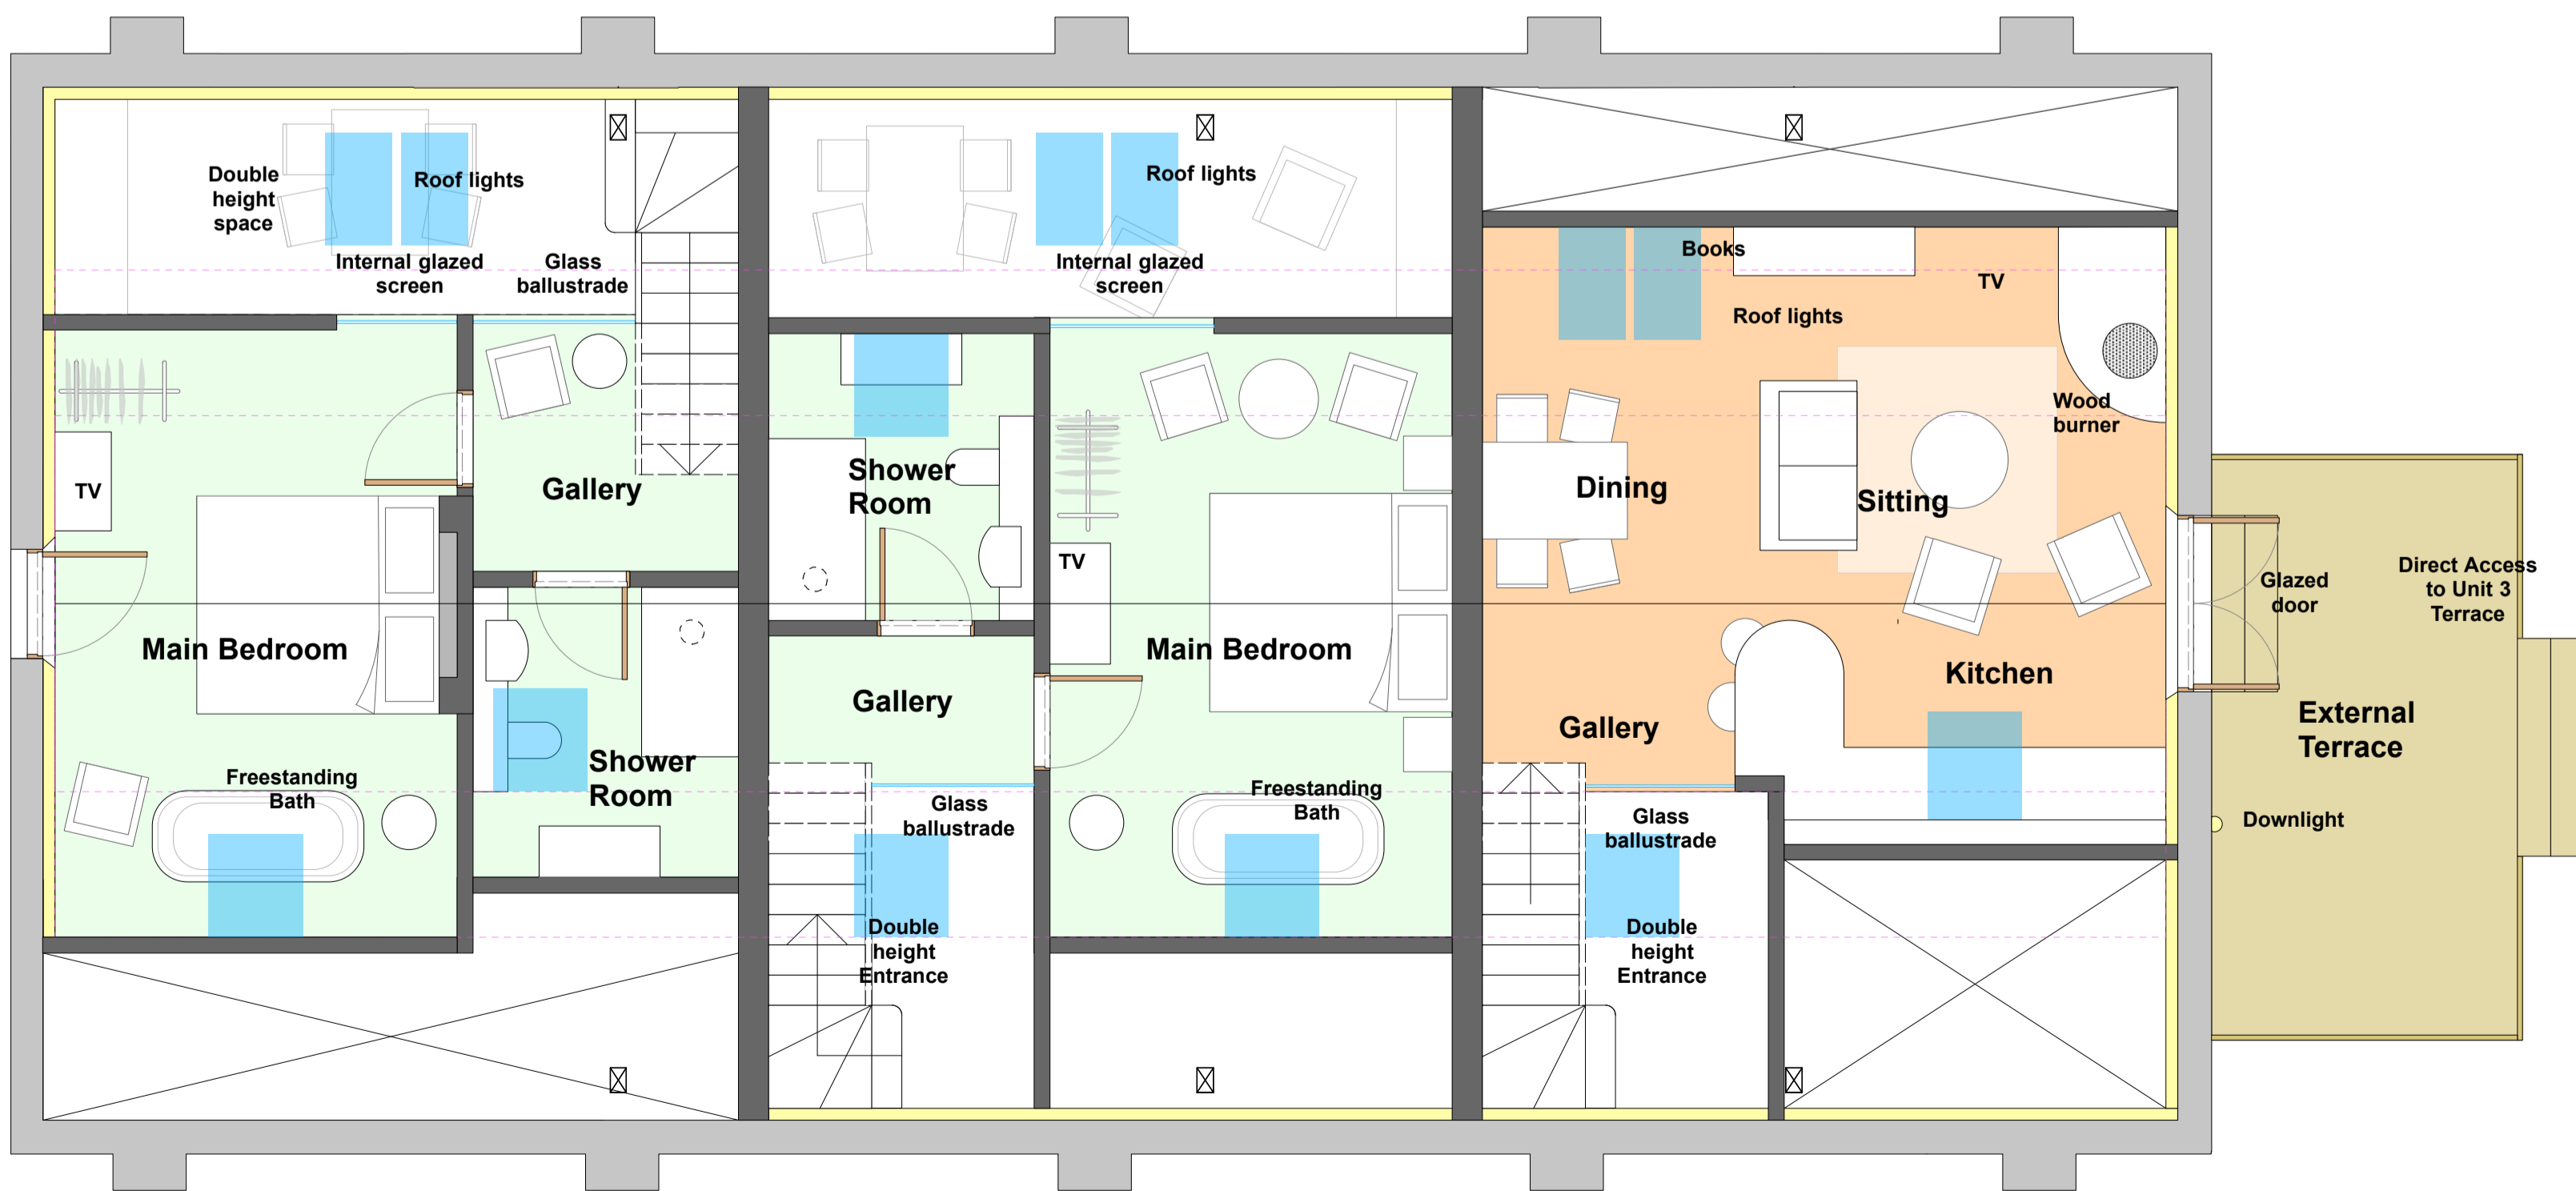 Double
height
space
Roof lights
Internal glazed
screen
Glass
ballustrade
TV
Gallery
Main Bedroom
Freestanding
Bath
Shower
Room
Roof lights
Internal glazed
screen
Shower
Room
TV
Main Bedroom
Gallery
Glass
ballustrade
Freestanding
Bath
Double
height
Entrance
Books
TV
Roof lights
Wood
burner
Dining
Sitting
Kitchen
Gallery
Glass
ballustrade
Double
height
Entrance
Glazed
door
Direct Access
to Unit 3
Terrace
External
Terrace
Downlight